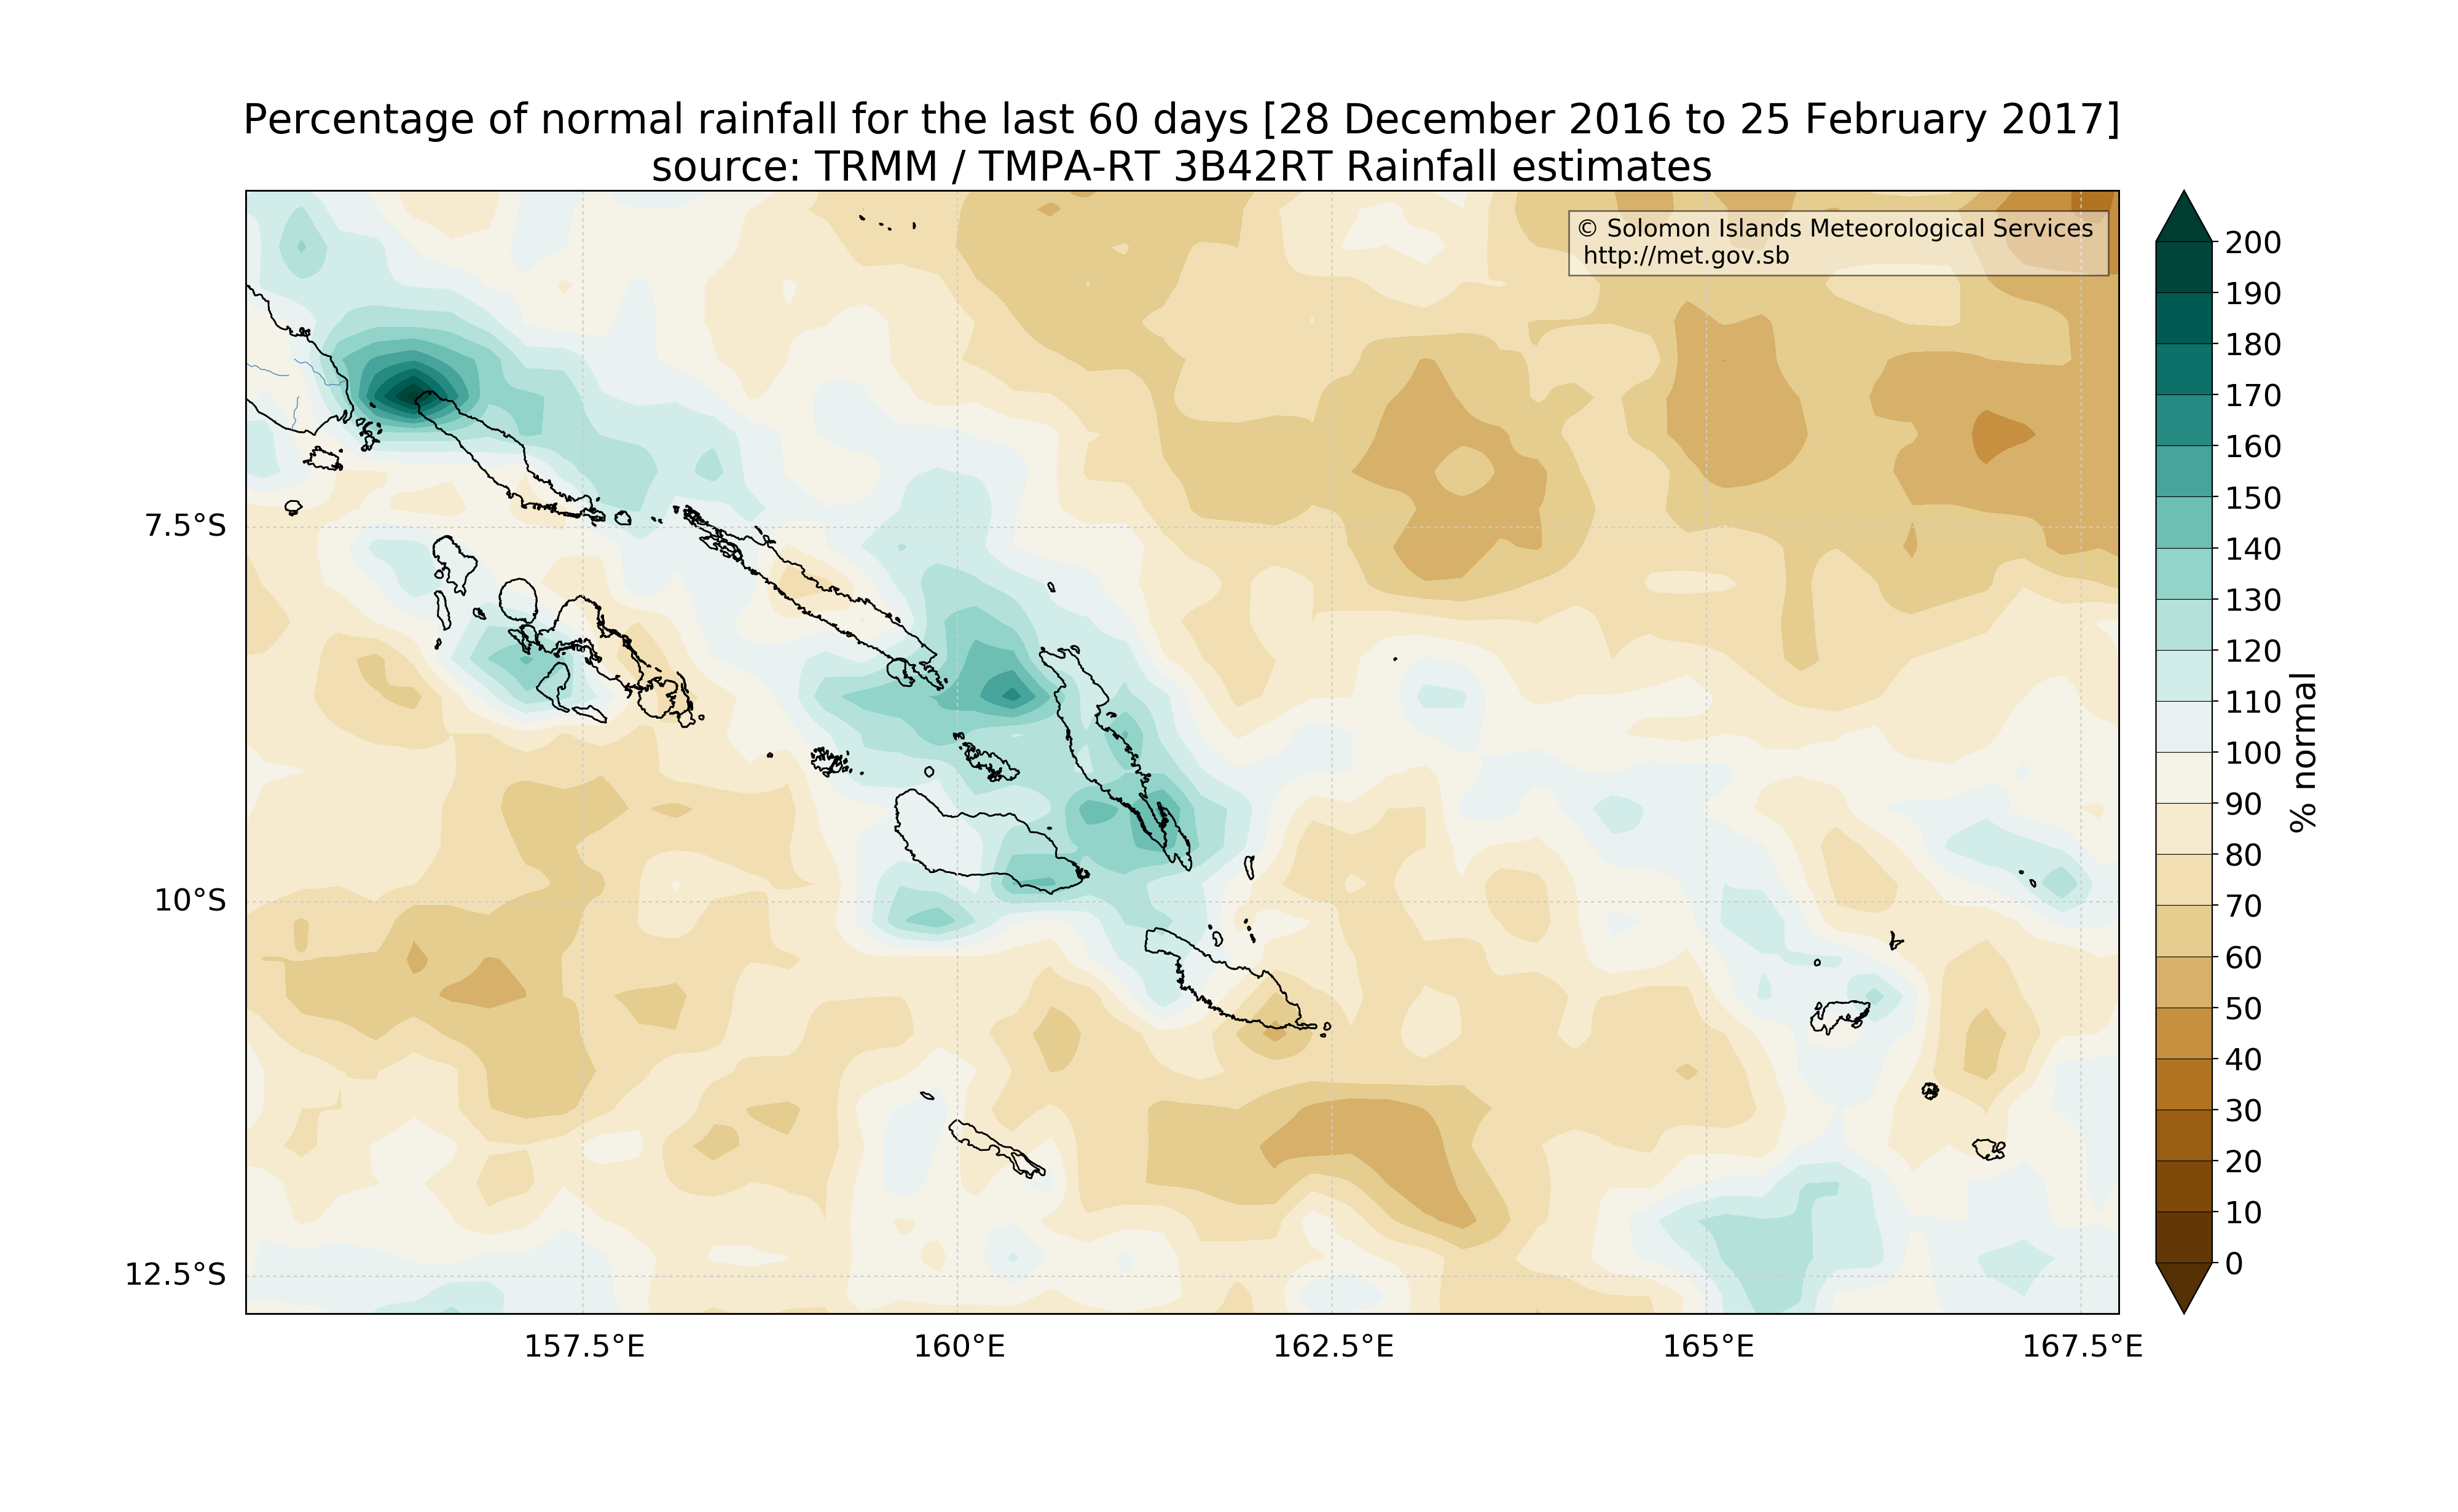 Percentage of normal rainfall for the last 60 days [28 December 2016 to 25 February 2017]
source: TRMM / TMPA-RT 3B42RT Rainfall estimates
© Solomon Islands Meteorological Services
http://met.gov.sb
7.5°S
10°S
12.5°S
157.5°E
160°E
162.5°E
165°E
167.5°E
200
190
180
170
160
150
140
130
120
110
100
90
80
70
60
50
40
30
20
10
0
% normal